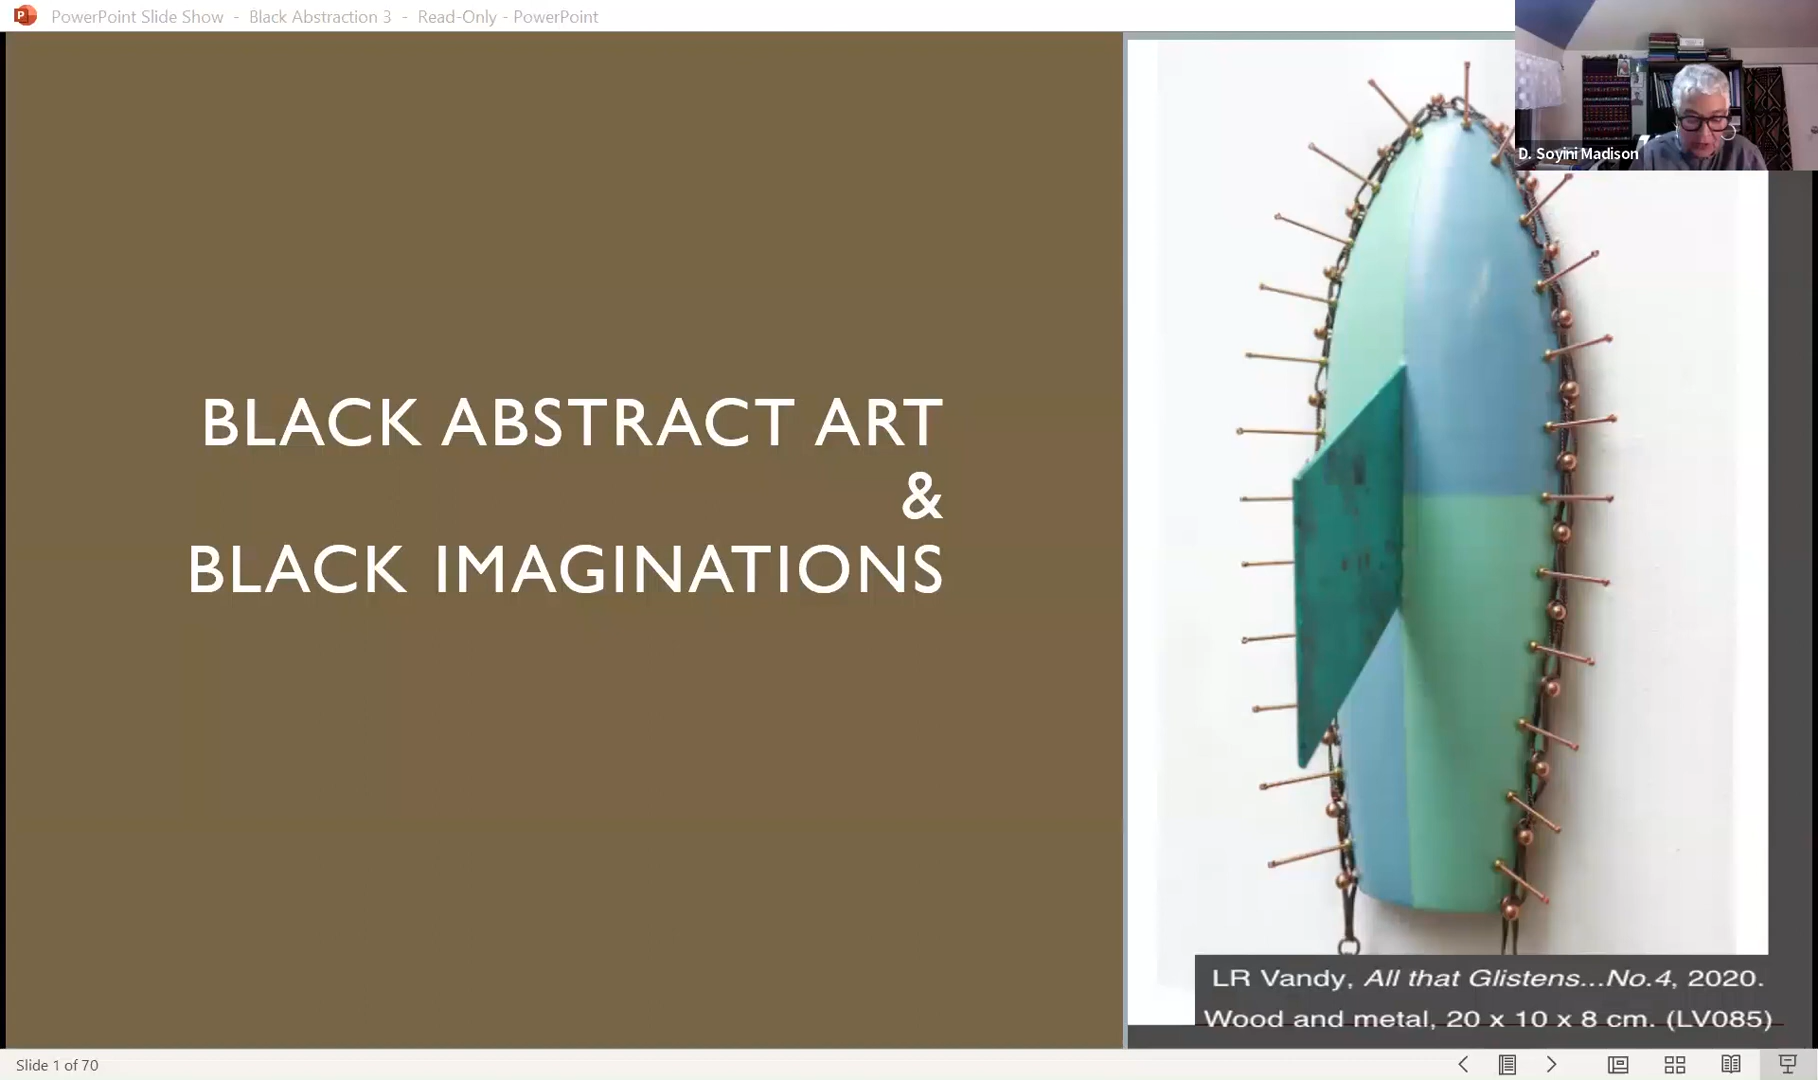 PowerPoint Slide Show - Black Abstraction 3 - Read-Only - PowerPoint
D. Soyini Madison
BLACK ABSTRACT ART
&
BLACK IMAGINATIONS
LR Vandy, All that Glistens...No.4, 2020.
Wood and metal, 20 x 10 x 8 cm. (LV085)
Slide 1 of 70